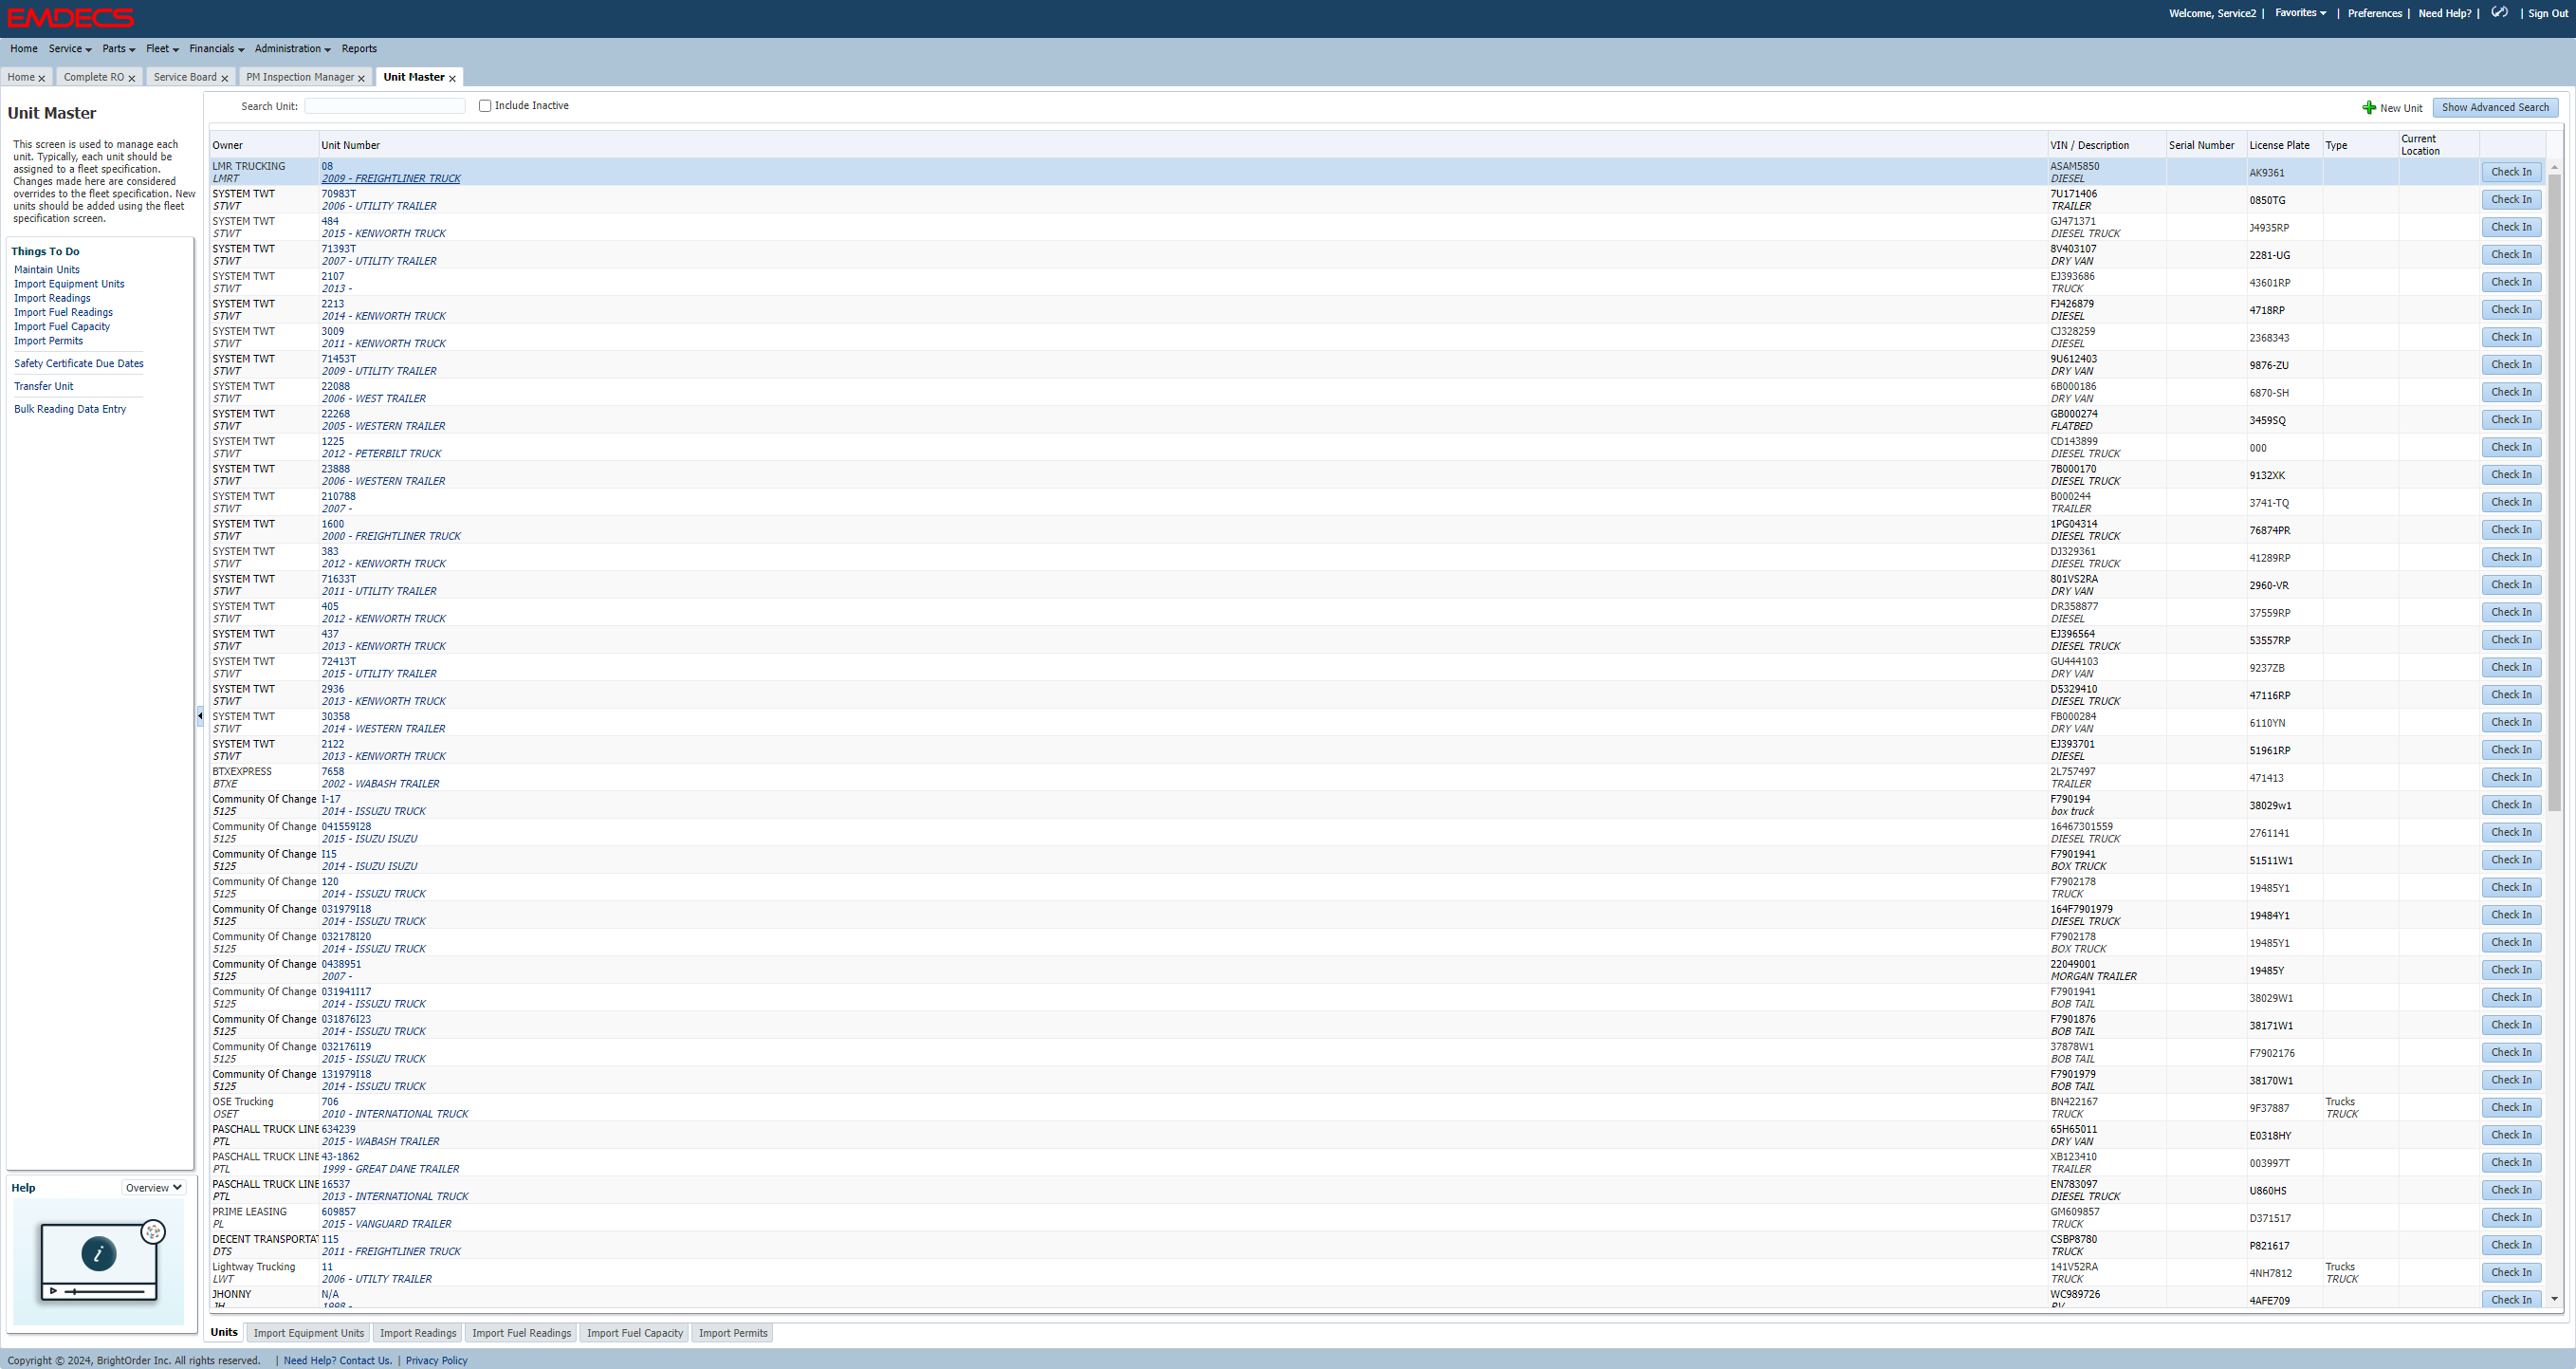 EMDECS
Welcome, Service2 | Favorites | Preferences | Need Help? | | Sign Out
Home Service Parts Fleet Financials Administration Reports
Home x Complete RO x Service Board x PM Inspection Manager x Unit Master x
Unit Master
This screen is used to manage each
unit. Typically, each unit should be
assigned to a fleet specification.
Changes made here are considered
overrides to the fleet specification. New
units should be added using the fleet
specification screen.
Things To Do
Maintain Units
Import Equipment Units
Import Readings
Import Fuel Readings
Import Fuel Capacity
Import Permits
Safety Certificate Due Dates
Transfer Unit
Bulk Reading Data Entry
Help Overview
i
Search Unit: Include Inactive New Unit Show Advanced Search
Owner Unit Number VIN / Description Serial Number License Plate Type Current
Location
LMR TRUCKING 08 ASAM5850 AK9361 Check In
LMRT 2009 - FREIGHTLINER TRUCK DIESEL
SYSTEM TWT 70983T 7U171406 0850TG Check In
STWT 2006 - UTILITY TRAILER TRAILER
SYSTEM TWT 484 GJ471371 J4935RP Check In
STWT 2015 - KENWORTH TRUCK DIESEL TRUCK
SYSTEM TWT 71393T 8V403107 2281-UG Check In
STWT 2007 - UTILITY TRAILER DRY VAN
SYSTEM TWT 2107 EJ393686 43601RP Check In
STWT 2013 - TRUCK
SYSTEM TWT 2213 FJ426879 4718RP Check In
STWT 2014 - KENWORTH TRUCK DIESEL
SYSTEM TWT 3009 CJ328259 2368343 Check In
STWT 2011 - KENWORTH TRUCK DIESEL
SYSTEM TWT 71453T 9U612403 9876-ZU Check In
STWT 2009 - UTILITY TRAILER DRY VAN
SYSTEM TWT 22088 6B000186 6870-SH Check In
STWT 2006 - WEST TRAILER DRY VAN
SYSTEM TWT 22268 GB000274 3459SQ Check In
STWT 2005 - WESTERN TRAILER FLATBED
SYSTEM TWT 1225 CD143899 000 Check In
STWT 2012 - PETERBILT TRUCK DIESEL TRUCK
SYSTEM TWT 23888 7B000170 9132XK Check In
STWT 2006 - WESTERN TRAILER DIESEL TRUCK
SYSTEM TWT 210788 B000244 3741-TQ Check In
STWT 2007 - TRAILER
SYSTEM TWT 1600 1PG04314 76874PR Check In
STWT 2000 - FREIGHTLINER TRUCK DIESEL TRUCK
SYSTEM TWT 383 DJ329361 41289RP Check In
STWT 2012 - KENWORTH TRUCK DIESEL TRUCK
SYSTEM TWT 71633T 801VS2RA 2960-VR Check In
STWT 2011 - UTILITY TRAILER DRY VAN
SYSTEM TWT 405 DR358877 37559RP Check In
STWT 2012 - KENWORTH TRUCK DIESEL
SYSTEM TWT 437 EJ396564 53557RP Check In
STWT 2013 - KENWORTH TRUCK DIESEL TRUCK
SYSTEM TWT 72413T GU444103 9237ZB Check In
STWT 2015 - UTILITY TRAILER DRY VAN
SYSTEM TWT 2936 D5329410 47116RP Check In
STWT 2013 - KENWORTH TRUCK DIESEL TRUCK
SYSTEM TWT 30358 FB000284 6110YN Check In
STWT 2014 - WESTERN TRAILER DRY VAN
SYSTEM TWT 2122 EJ393701 51961RP Check In
STWT 2013 - KENWORTH TRUCK DIESEL
BTXEXPRESS 7658 2L757497 471413 Check In
BTXE 2002 - WABASH TRAILER TRAILER
Community Of Change I-17 F790194 38029w1 Check In
5125 2014 - ISSUZU TRUCK box truck
Community Of Change 041559I28 16467301559 2761141 Check In
5125 2015 - ISUZU ISUZU DIESEL TRUCK
Community Of Change I15 F7901941 51511W1 Check In
5125 2014 - ISUZU ISUZU BOX TRUCK
Community Of Change 120 F7902178 19485Y1 Check In
5125 2014 - ISSUZU TRUCK TRUCK
Community Of Change 031979I18 164F7901979 19484Y1 Check In
5125 2014 - ISSUZU TRUCK DIESEL TRUCK
Community Of Change 032178I20 F7902178 19485Y1 Check In
5125 2014 - ISSUZU TRUCK BOX TRUCK
Community Of Change 0438951 22049001 19485Y Check In
5125 2007 - MORGAN TRAILER
Community Of Change 031941I17 F7901941 38029W1 Check In
5125 2014 - ISSUZU TRUCK BOB TAIL
Community Of Change 031876I23 F7901876 38171W1 Check In
5125 2014 - ISSUZU TRUCK BOB TAIL
Community Of Change 032176I19 37878W1 F7902176 Check In
5125 2015 - ISSUZU TRUCK BOB TAIL
Community Of Change 131979I18 F7901979 38170W1 Check In
5125 2014 - ISSUZU TRUCK BOB TAIL
OSE Trucking 706 BN422167 9F37887 Trucks Check In
OSET 2010 - INTERNATIONAL TRUCK TRUCK TRUCK
PASCHALL TRUCK LINE 634239 65H65011 E0318HY Check In
PTL 2015 - WABASH TRAILER DRY VAN
PASCHALL TRUCK LINE 43-1862 XB123410 003997T Check In
PTL 1999 - GREAT DANE TRAILER TRAILER
PASCHALL TRUCK LINE 16537 EN783097 U860HS Check In
PTL 2013 - INTERNATIONAL TRUCK DIESEL TRUCK
PRIME LEASING 609857 GM609857 D371517 Check In
PL 2015 - VANGUARD TRAILER TRUCK
DECENT TRANSPORTAT 115 CSBP8780 P821617 Check In
DTS 2011 - FREIGHTLINER TRUCK TRUCK
Lightway Trucking 11 141V52RA 4NH7812 Trucks Check In
LWT 2006 - UTILTY TRAILER TRUCK TRUCK
JHONNY N/A WC989726 4AFE709 Check In
JH 1998 - RV
Units Import Equipment Units Import Readings Import Fuel Readings Import Fuel Capacity Import Permits
Copyright © 2024, BrightOrder Inc. All rights reserved. | Need Help? Contact Us. | Privacy Policy